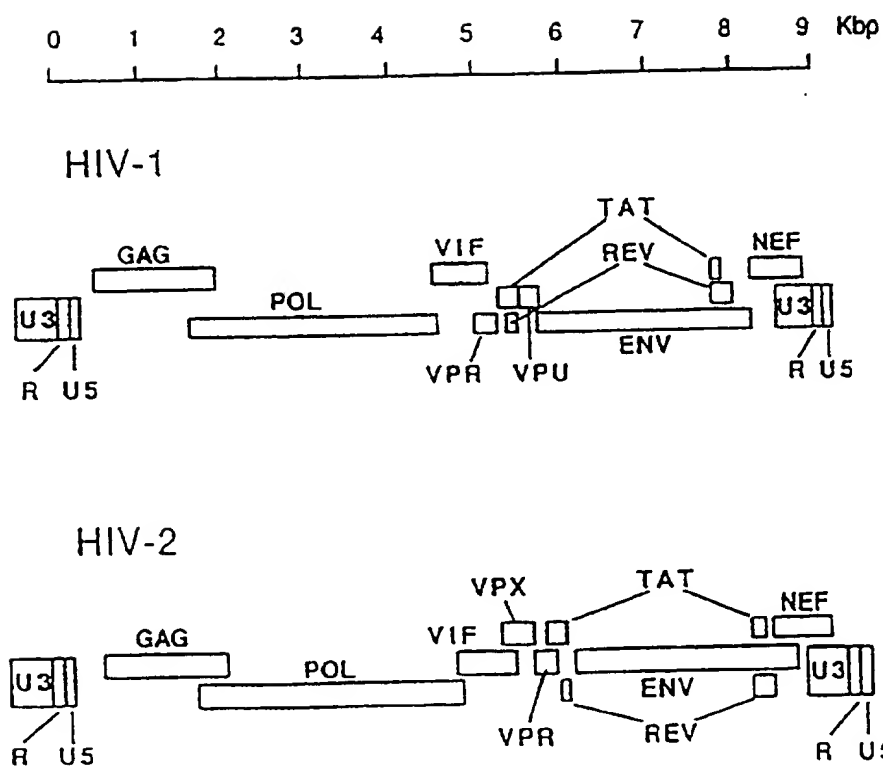 0 1 2 3 4 5 6 7 8 9 Kbp
HIV-1
TAT
GAG VIF REV NEF
U3 POL U3
ENV
R U5 VPR VPU R U5
HIV-2
VPX TAT NEF
GAG VIF
U3 POL ENV U3
R U5 VPR REV R U5